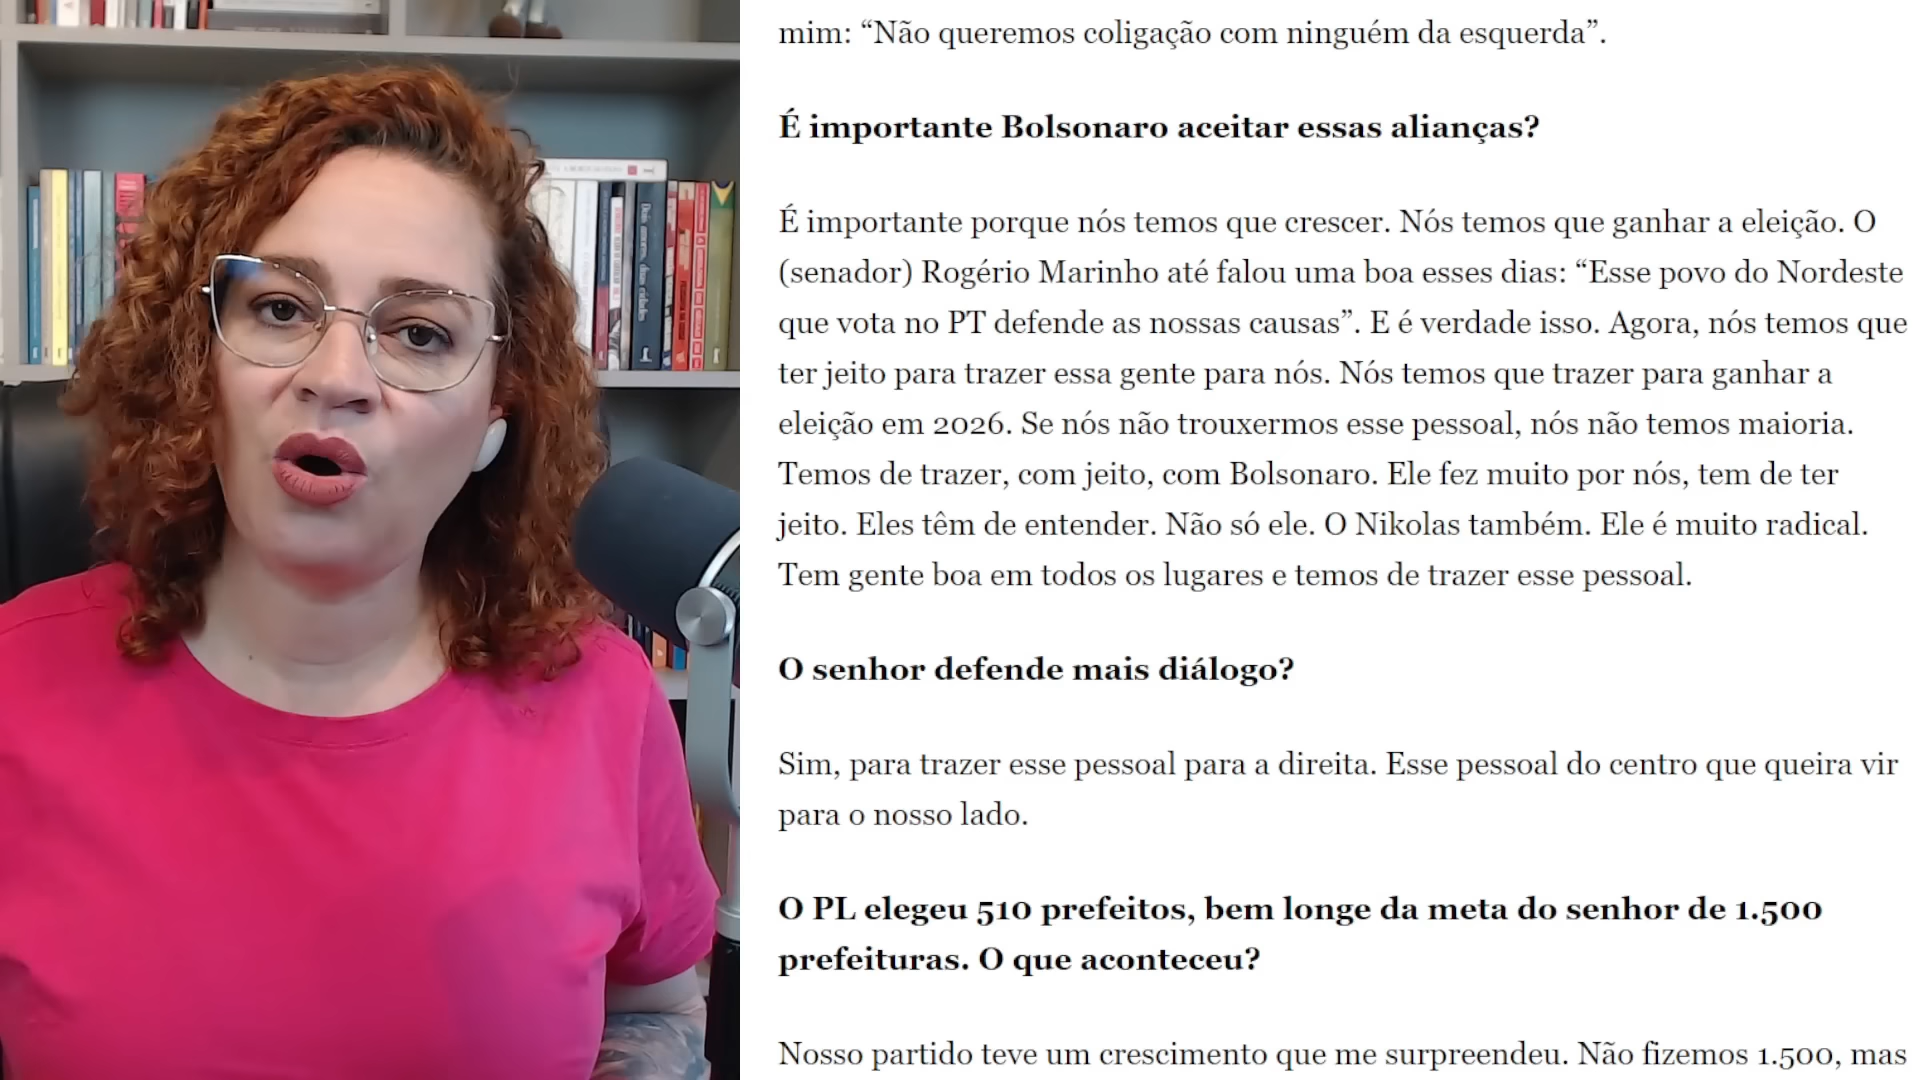 mim: “Não queremos coligação com ninguém da esquerda”.
É importante Bolsonaro aceitar essas alianças?
É importante porque nós temos que crescer. Nós temos que ganhar a eleição. O
(senador) Rogério Marinho até falou uma boa esses dias: “Esse povo do Nordeste
que vota no PT defende as nossas causas”. E é verdade isso. Agora, nós temos que
ter jeito para trazer essa gente para nós. Nós temos que trazer para ganhar a
eleição em 2026. Se nós não trouxermos esse pessoal, nós não temos maioria.
Temos de trazer, com jeito, com Bolsonaro. Ele fez muito por nós, tem de ter
jeito. Eles têm de entender. Não só ele. O Nikolas também. Ele é muito radical.
Tem gente boa em todos os lugares e temos de trazer esse pessoal.
O senhor defende mais diálogo?
Sim, para trazer esse pessoal para a direita. Esse pessoal do centro que queira vir
para o nosso lado.
O PL elegeu 510 prefeitos, bem longe da meta do senhor de 1.500
prefeituras. O que aconteceu?
Nosso partido teve um crescimento que me surpreendeu. Não fizemos 1.500, mas